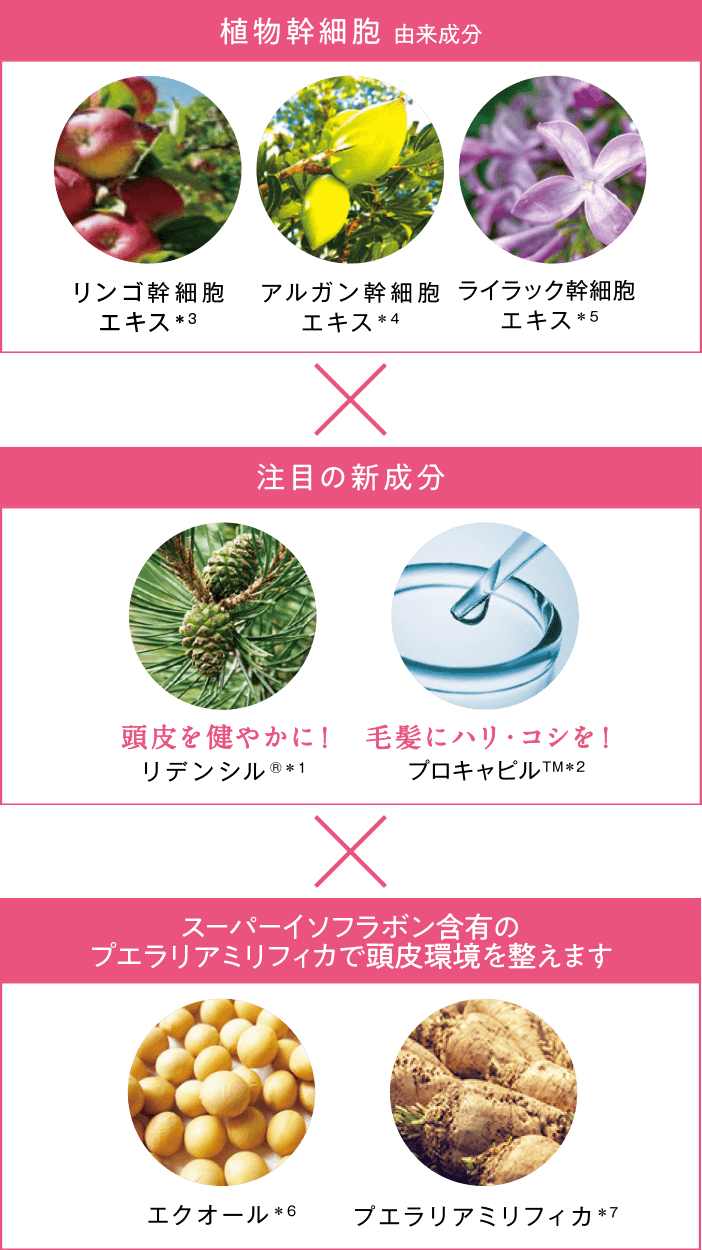 植物幹細胞 由来成分
リンゴ幹細胞
エキス＊3
アルガン幹細胞
エキス＊4
ライラック幹細胞
エキス＊5
注目の新成分
頭皮を健やかに!
リデンシル®＊1
毛髪にハリ・コシを!
プロキャピル™＊2
スーパーイソフラボン含有の
プエラリアミリフィカで頭皮環境を整えます
エクオール＊6
プエラリアミリフィカ＊7